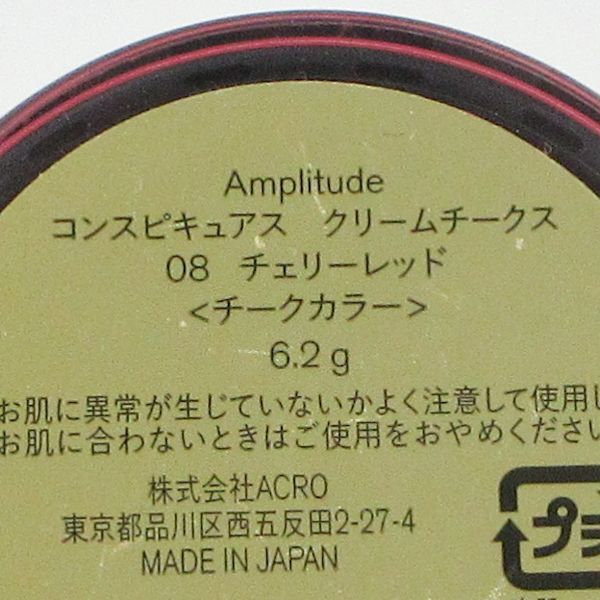 Amplitude
コンスピキュアス　クリームチークス
08　チェリーレッド
<チークカラー>
6.2 g
お肌に異常が生じていないかよく注意して使用し
お肌に合わないときはご使用をおやめください
株式会社ACRO
東京都品川区西五反田2-27-4
MADE IN JAPAN
プラ